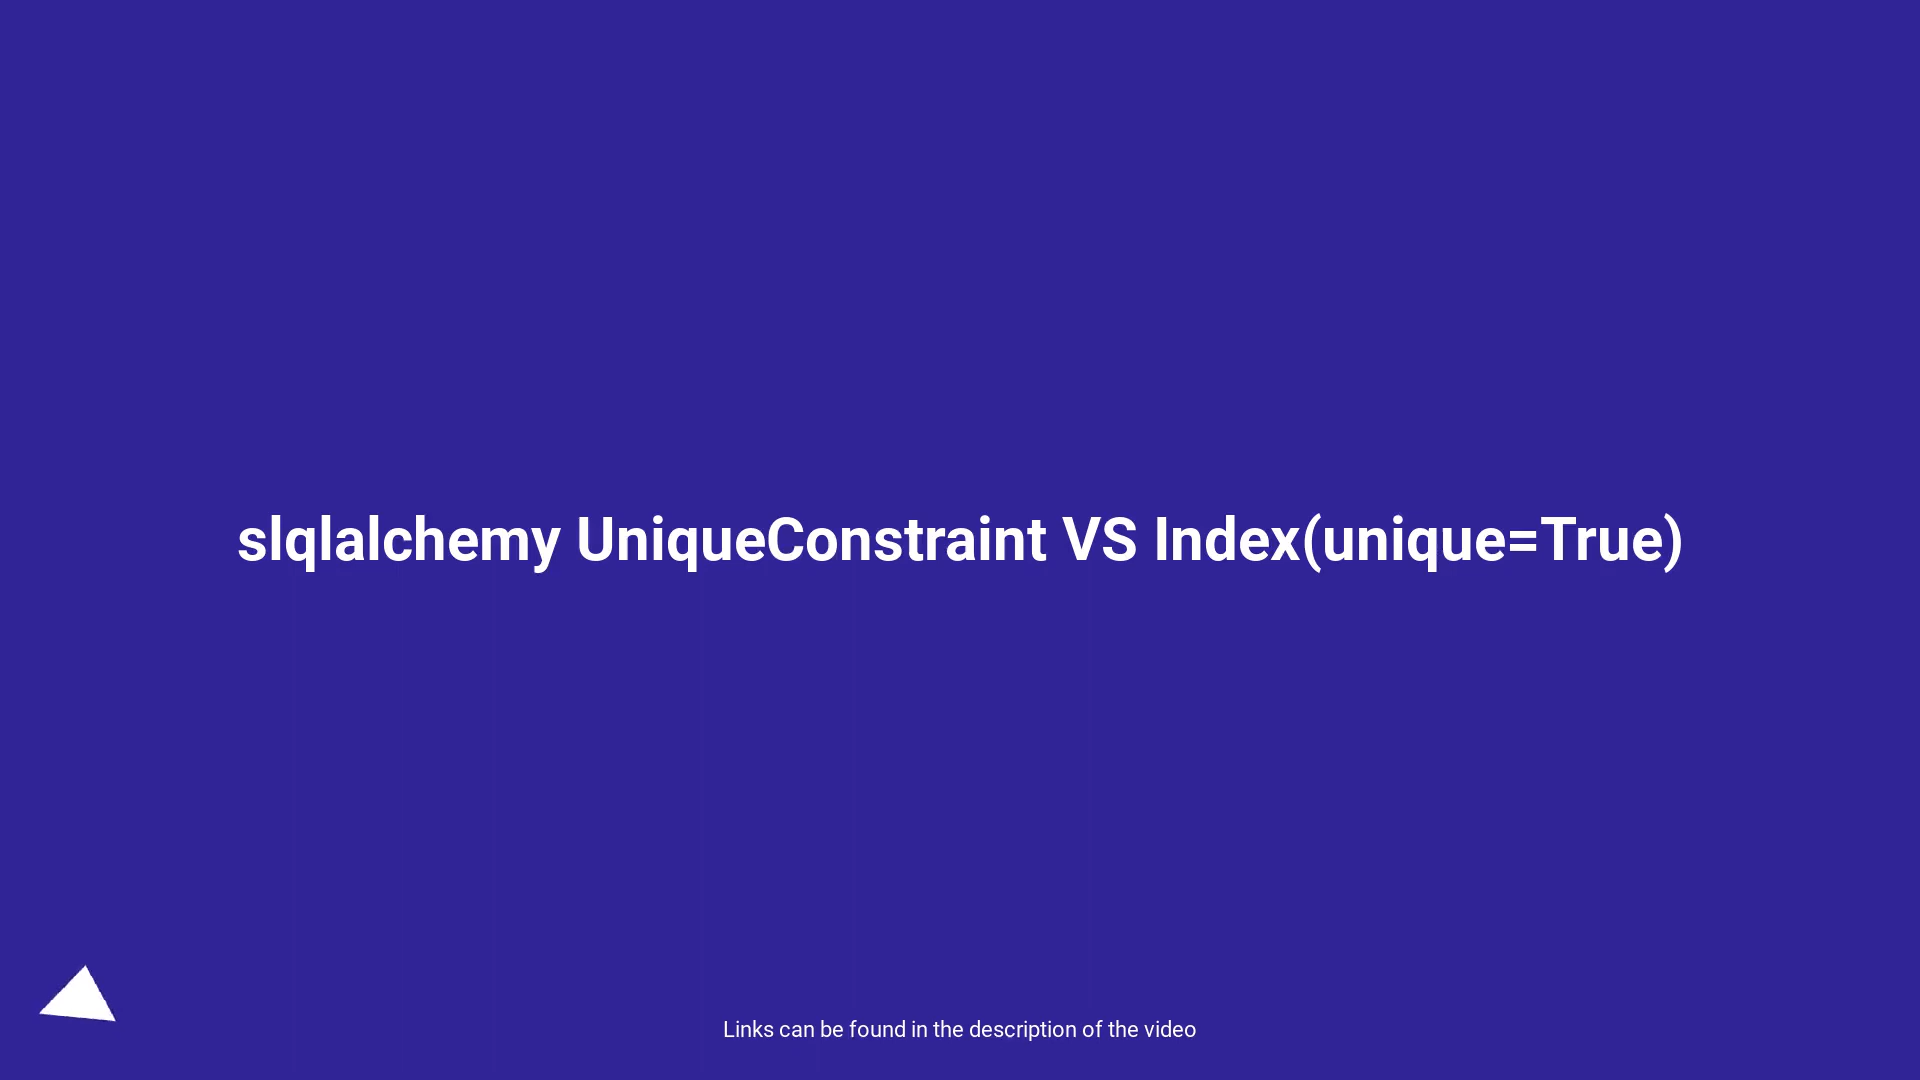 slqlalchemy UniqueConstraint VS Index(unique=True)
Links can be found in the description of the video